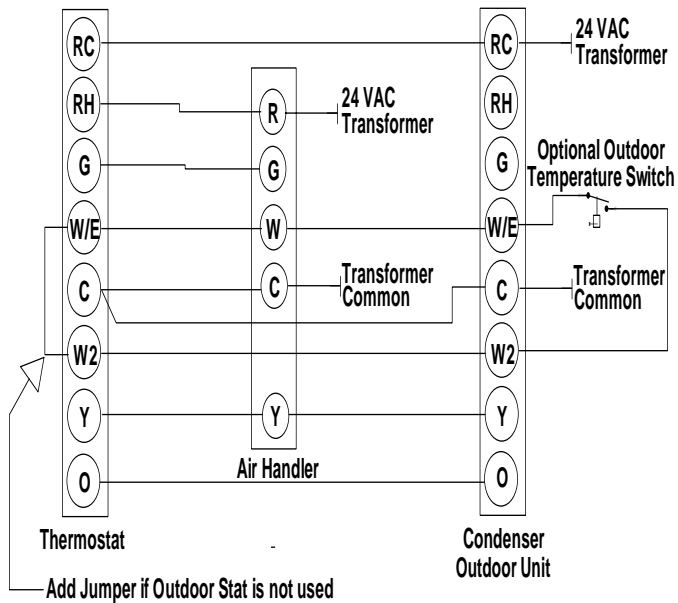 RC
RH
G
W/E
C
W2
Y
O
Thermostat
R
G
W
C
Y
Air Handler
24 VAC
Transformer
Transformer
Common
RC
RH
G
W/E
C
W2
Y
O
Condenser
Outdoor Unit
24 VAC
Transformer
Optional Outdoor
Temperature Switch
Transformer
Common
Add Jumper if Outdoor Stat is not used